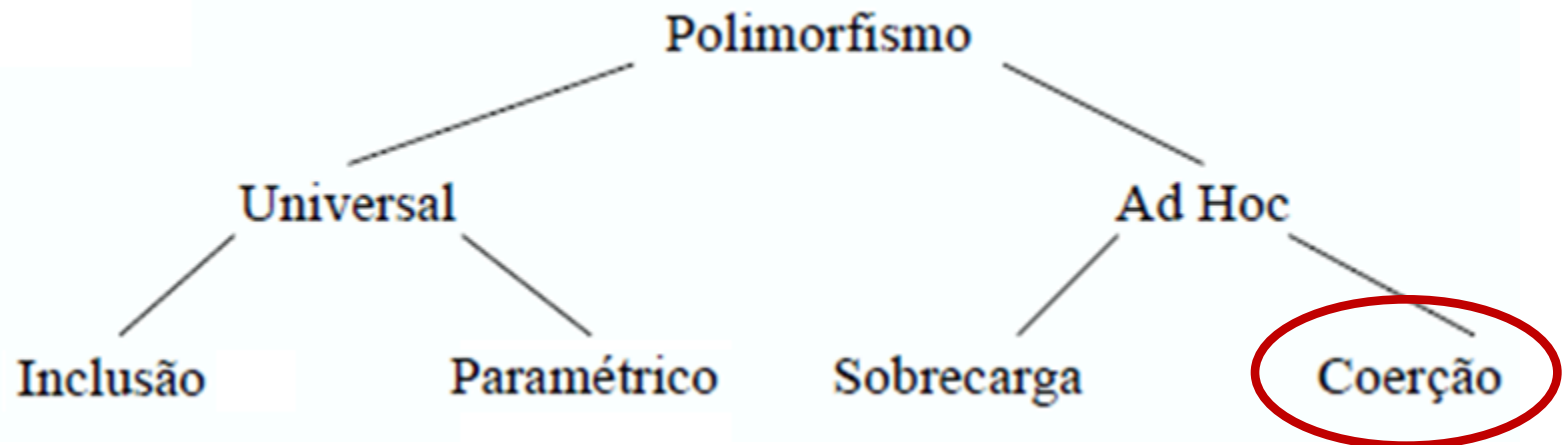 Polimorfismo
Universal Ad Hoc
Inclusão Paramétrico Sobrecarga Coerção